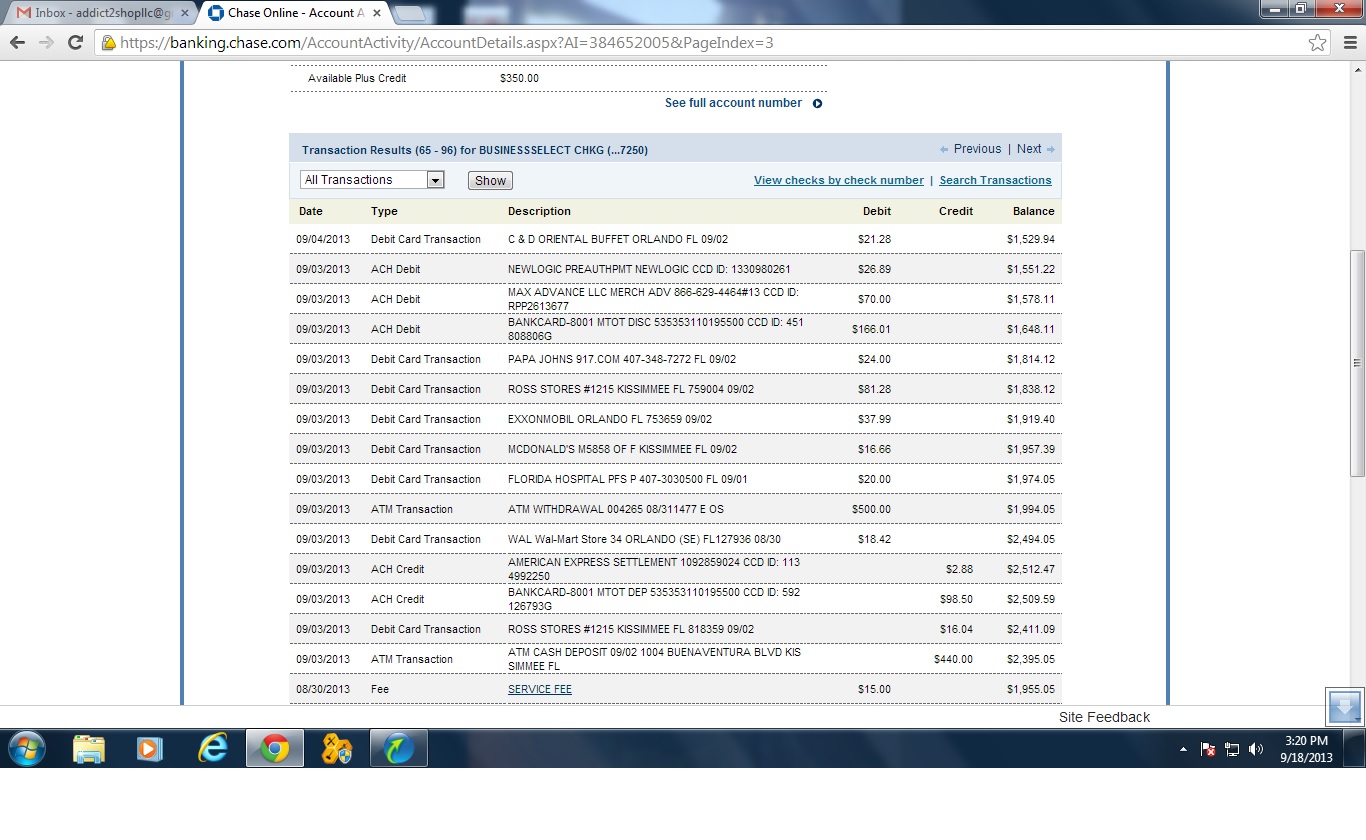 Inbox - addict2shopllc@g
Chase Online - Account A
https://banking.chase.com/AccountActivity/AccountDetails.aspx?AI=384652005&PageIndex=3
Available Plus Credit $350.00
See full account number
Transaction Results (65 - 96) for BUSINESSSELECT CHKG (...7250) Previous | Next
All Transactions Show View checks by check number | Search Transactions
Date Type Description Debit Credit Balance
09/04/2013 Debit Card Transaction C & D ORIENTAL BUFFET ORLANDO FL 09/02 $21.28 $1,529.94
09/03/2013 ACH Debit NEWLOGIC PREAUTHPMT NEWLOGIC CCD ID: 1330980261 $26.89 $1,551.22
09/03/2013 ACH Debit MAX ADVANCE LLC MERCH ADV 866-629-4464#13 CCD ID: $70.00 $1,578.11
RPP2613677
09/03/2013 ACH Debit BANKCARD-8001 MTOT DISC 535353110195500 CCD ID: 451 $166.01 $1,648.11
808806G
09/03/2013 Debit Card Transaction PAPA JOHNS 917.COM 407-348-7272 FL 09/02 $24.00 $1,814.12
09/03/2013 Debit Card Transaction ROSS STORES #1215 KISSIMMEE FL 759004 09/02 $81.28 $1,838.12
09/03/2013 Debit Card Transaction EXXONMOBIL ORLANDO FL 753659 09/02 $37.99 $1,919.40
09/03/2013 Debit Card Transaction MCDONALD'S M5858 OF F KISSIMMEE FL 09/02 $16.66 $1,957.39
09/03/2013 Debit Card Transaction FLORIDA HOSPITAL PFS P 407-3030500 FL 09/01 $20.00 $1,974.05
09/03/2013 ATM Transaction ATM WITHDRAWAL 004265 08/311477 E OS $500.00 $1,994.05
09/03/2013 Debit Card Transaction WAL Wal-Mart Store 34 ORLANDO (SE) FL127936 08/30 $18.42 $2,494.05
09/03/2013 ACH Credit AMERICAN EXPRESS SETTLEMENT 1092859024 CCD ID: 113 $2.88 $2,512.47
4992250
09/03/2013 ACH Credit BANKCARD-8001 MTOT DEP 535353110195500 CCD ID: 592 $98.50 $2,509.59
126793G
09/03/2013 Debit Card Transaction ROSS STORES #1215 KISSIMMEE FL 818359 09/02 $16.04 $2,411.09
09/03/2013 ATM Transaction ATM CASH DEPOSIT 09/02 1004 BUENAVENTURA BLVD KIS $440.00 $2,395.05
SIMMEE FL
08/30/2013 Fee SERVICE FEE $15.00 $1,955.05
Site Feedback
3:20 PM
9/18/2013